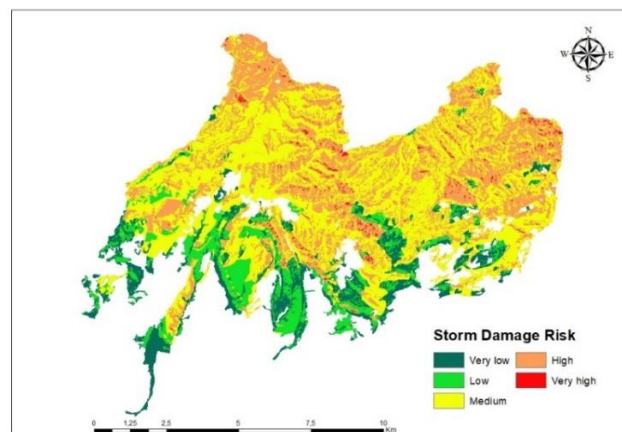 N
W E
S
Storm Damage Risk
Very low High
Low Very high
Medium
0 1,25 2,5 5 7,5 10
Km